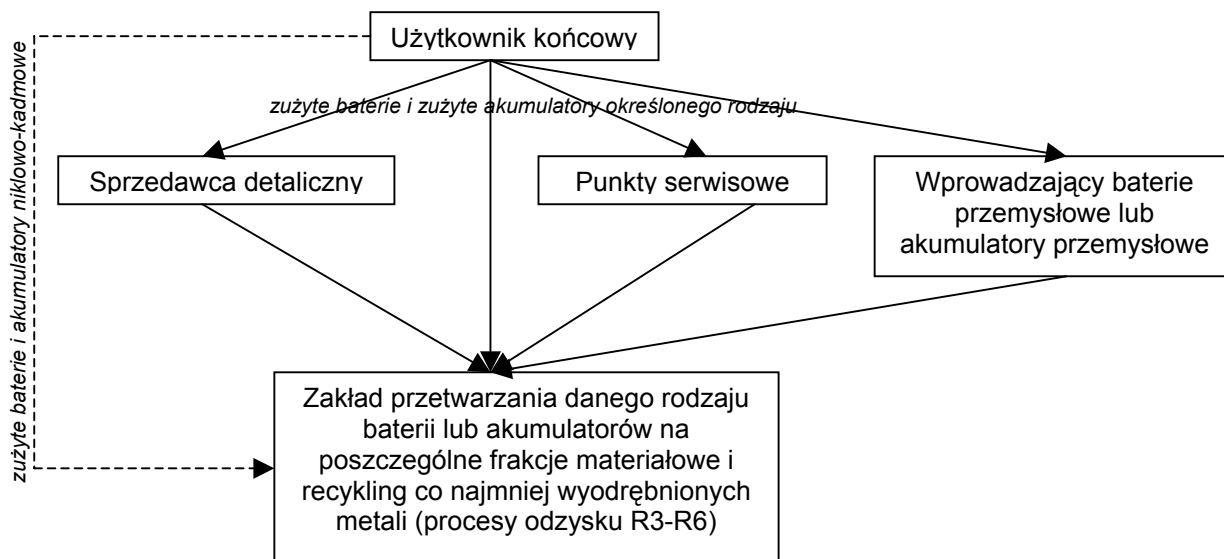 Użytkownik końcowy
zużyte baterie i akumulatory niklowo-kadmowe
zużyte baterie i zużyte akumulatory określonego rodzaju
Sprzedawca detaliczny
Punkty serwisowe
Wprowadzający baterie
przemysłowe lub
akumulatory przemysłowe
Zakład przetwarzania danego rodzaju
baterii lub akumulatorów na
poszczególne frakcje materiałowe i
recykling co najmniej wyodrębnionych
metali (procesy odzysku R3-R6)